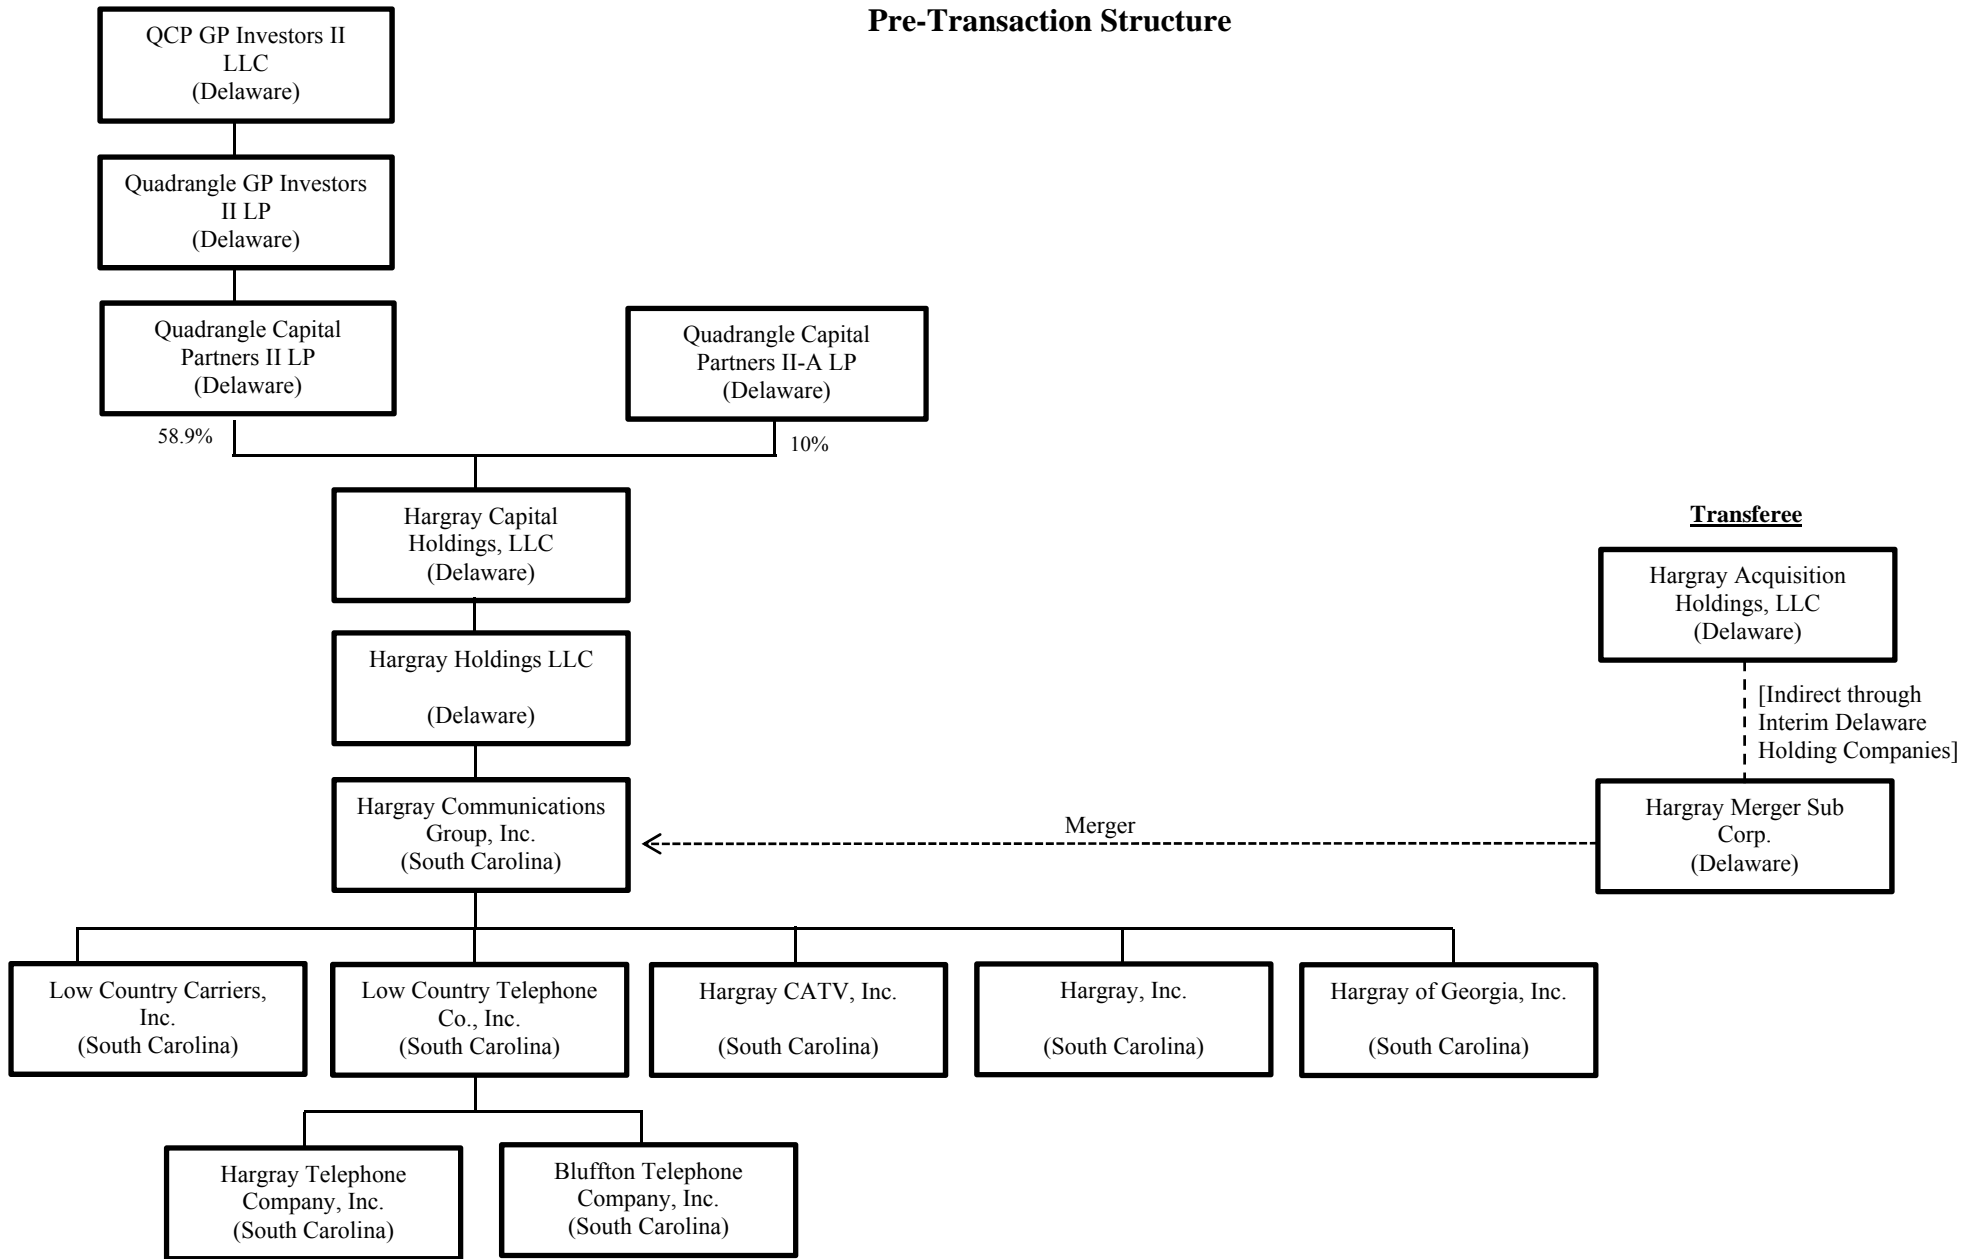 Pre-Transaction Structure
QCP GP Investors II
LLC
(Delaware)
Quadrangle GP Investors
II LP
(Delaware)
Quadrangle Capital
Partners II LP
(Delaware)
Quadrangle Capital
Partners II-A LP
(Delaware)
58.9%
10%
Hargray Capital
Holdings, LLC
(Delaware)
Transferee
Hargray Acquisition
Holdings, LLC
(Delaware)
Hargray Holdings LLC
(Delaware)
[Indirect through
Interim Delaware
Holding Companies]
Hargray Communications
Group, Inc.
(South Carolina)
Merger
Hargray Merger Sub
Corp.
(Delaware)
Low Country Carriers,
Inc.
(South Carolina)
Low Country Telephone
Co., Inc.
(South Carolina)
Hargray CATV, Inc.
(South Carolina)
Hargray, Inc.
(South Carolina)
Hargray of Georgia, Inc.
(South Carolina)
Hargray Telephone
Company, Inc.
(South Carolina)
Bluffton Telephone
Company, Inc.
(South Carolina)